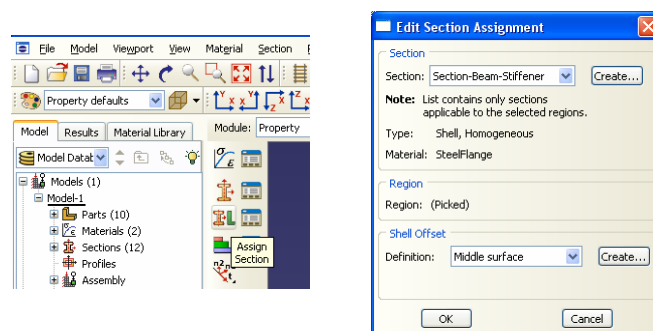 File Model Viewport View Material Section
Property defaults
Model Results Material Library Module: Property
Model Datat
Models (1)
Model-1
Parts (10)
Materials (2)
Sections (12)
Profiles
Assembly
Assign
Section
Edit Section Assignment
Section
Section: Section-Beam-Stiffener Create...
Note: List contains only sections
applicable to the selected regions.
Type: Shell, Homogeneous
Material: SteelFlange
Region
Region: (Picked)
Shell Offset
Definition: Middle surface Create...
OK Cancel